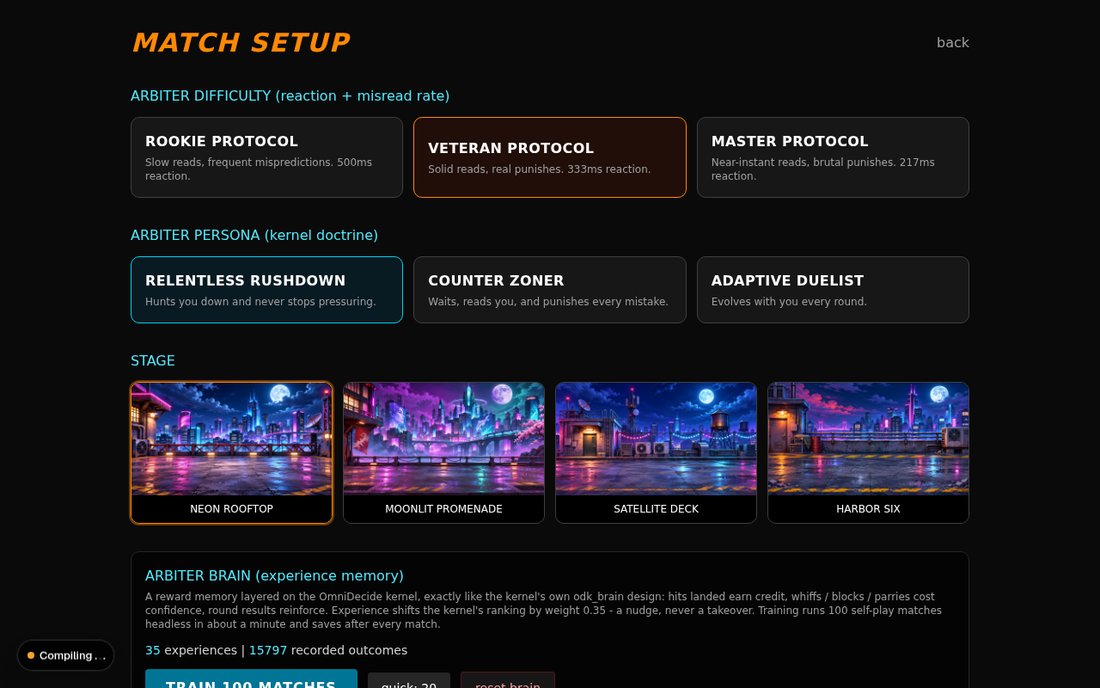 MATCH SETUP
back
ARBITER DIFFICULTY (reaction + misread rate)
ROOKIE PROTOCOL
Slow reads, frequent mispredictions. 500ms
reaction.
VETERAN PROTOCOL
Solid reads, real punishes. 333ms reaction.
MASTER PROTOCOL
Near-instant reads, brutal punishes. 217ms
reaction.
ARBITER PERSONA (kernel doctrine)
RELENTLESS RUSHDOWN
Hunts you down and never stops pressuring.
COUNTER ZONER
Waits, reads you, and punishes every mistake.
ADAPTIVE DUELIST
Evolves with you every round.
STAGE
NEON ROOFTOP
MOONLIT PROMENADE
SATELLITE DECK
HARBOR SIX
ARBITER BRAIN (experience memory)
A reward memory layered on the OmniDecide kernel, exactly like the kernel's own odk_brain design: hits landed earn credit, whiffs / blocks / parries cost
confidence, round results reinforce. Experience shifts the kernel's ranking by weight 0.35 - a nudge, never a takeover. Training runs 100 self-play matches
headless in about a minute and saves after every match.
35 experiences | 15797 recorded outcomes
TRAIN 100 MATCHES
quick: 20
reset brain
Compiling...